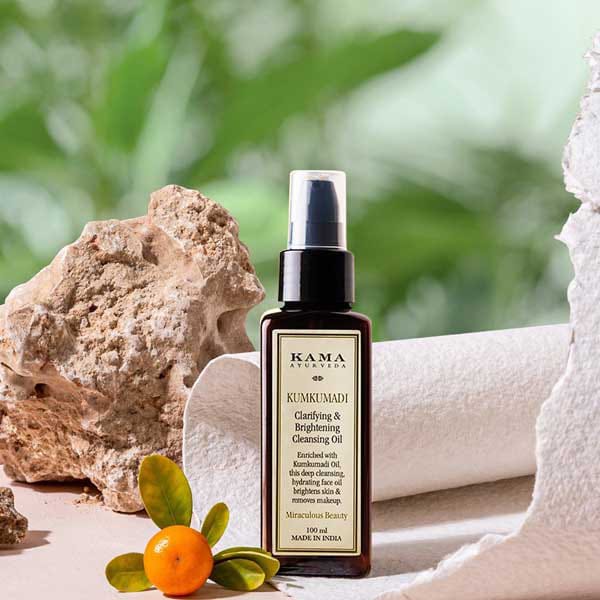 KAMA
AYURVEDA
KUMKUMADI
Clarifying &
Brightening
Cleansing Oil
Enriched with
Kumkumadi Oil,
this deep cleansing,
hydrating face oil
brightens skin &
removes makeup.
Miraculous Beauty
100 ml
MADE IN INDIA